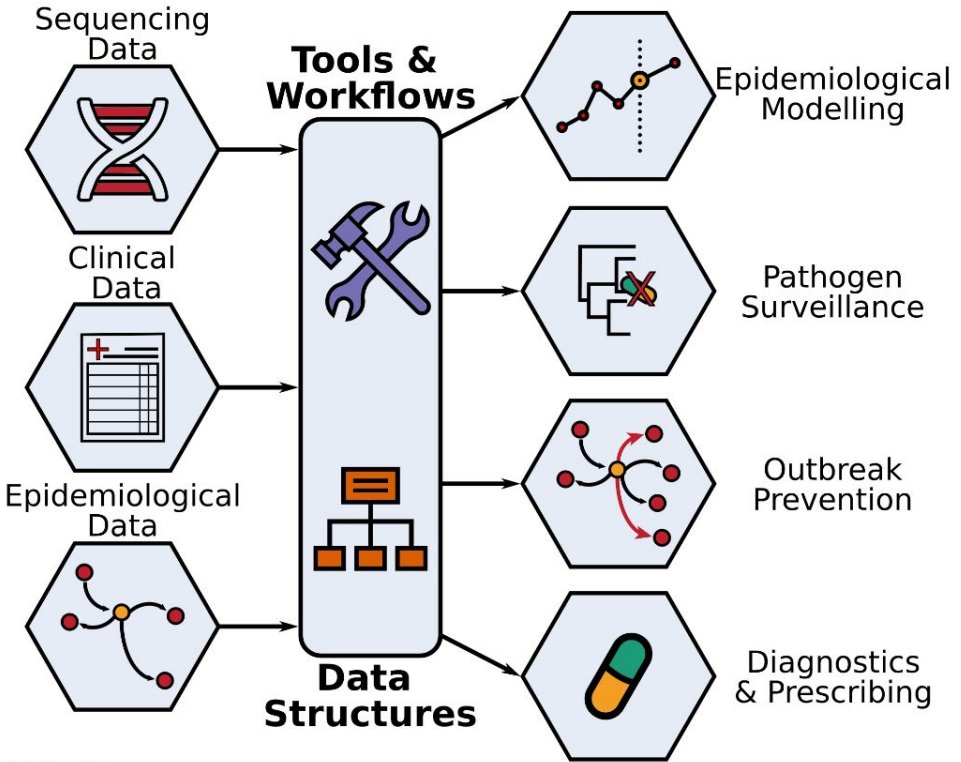 Sequencing
Data
Tools &
Workflows
Epidemiological
Modelling
Clinical
Data
Pathogen
Surveillance
Epidemiological
Data
Outbreak
Prevention
Data
Structures
Diagnostics
& Prescribing